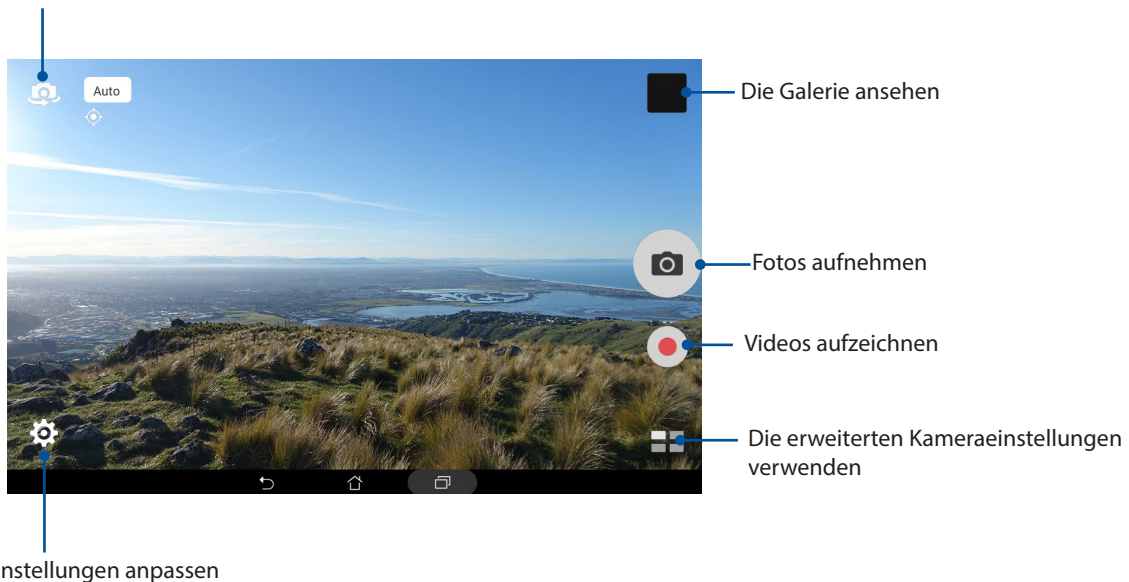 Auto
Die Galerie ansehen
Fotos aufnehmen
Videos aufzeichnen
Die erweiterten Kameraeinstellungen
verwenden
nstellungen anpassen